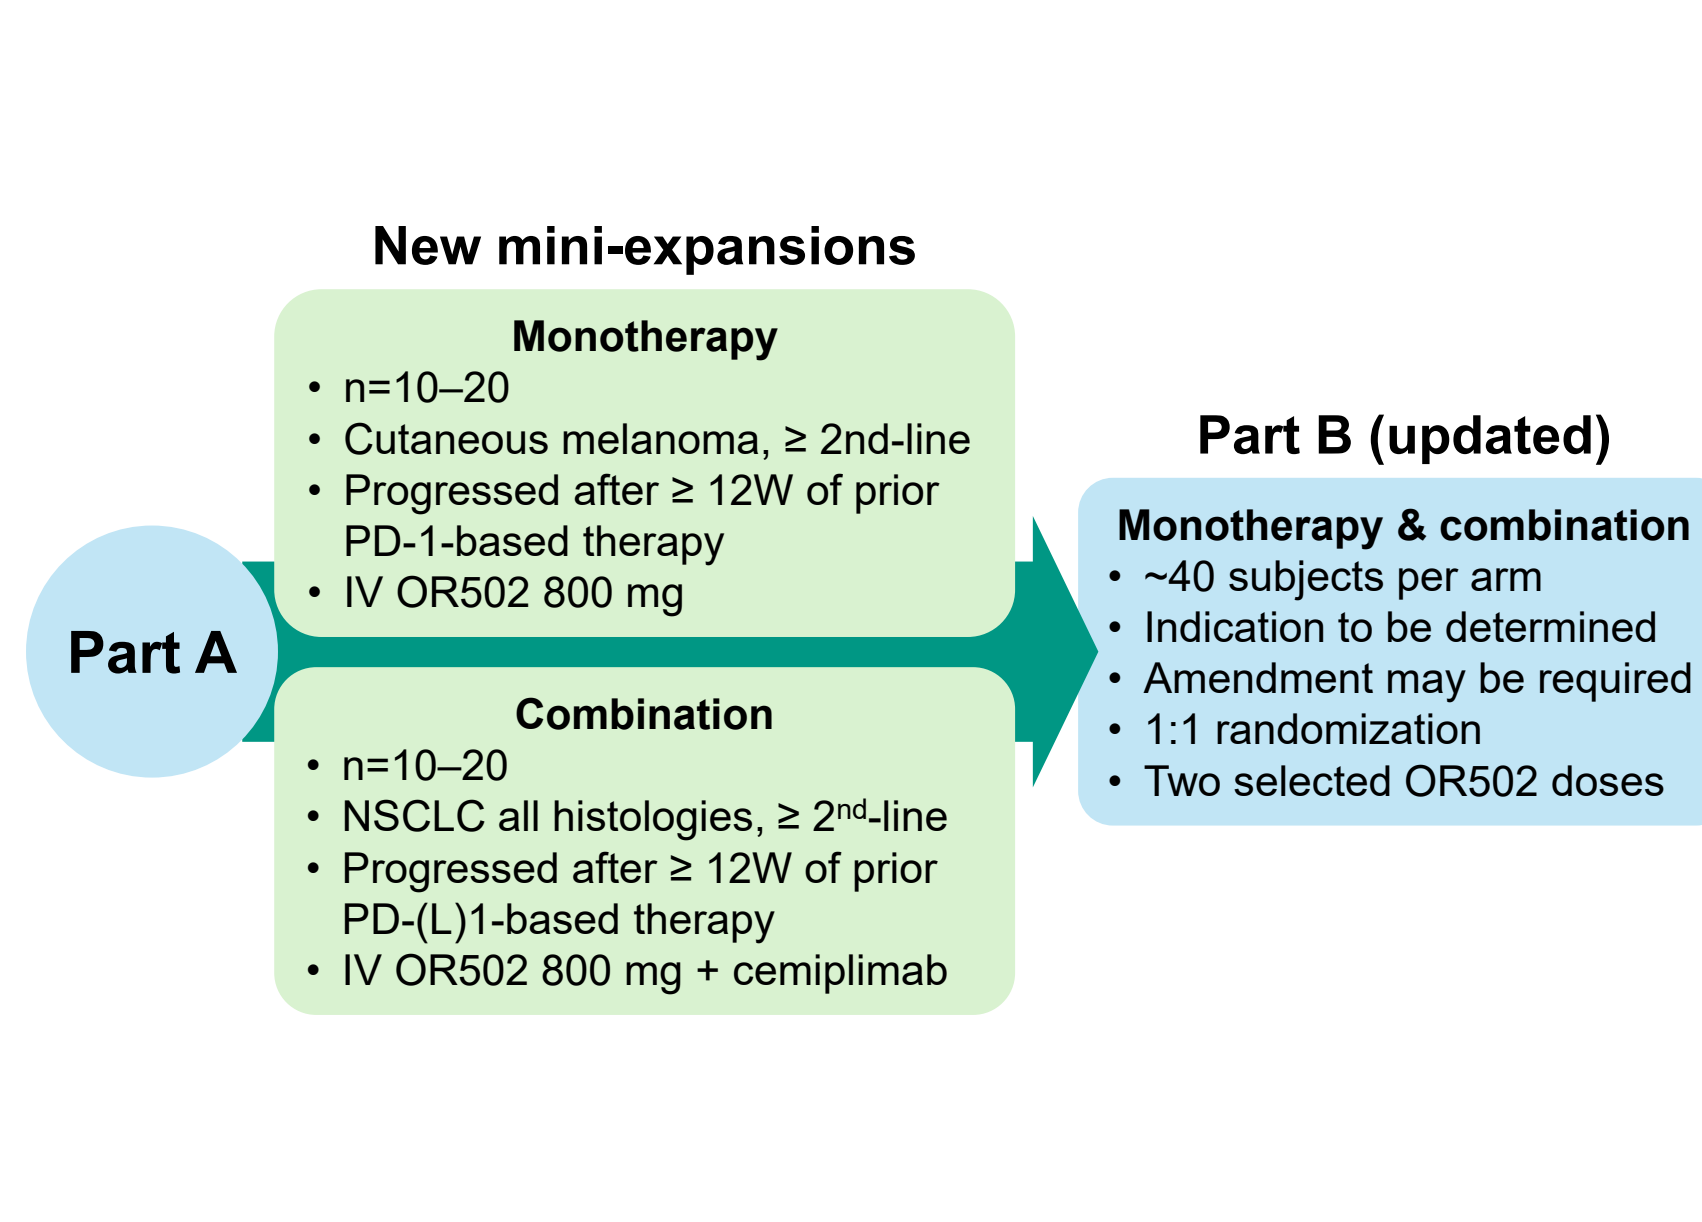 New mini-expansions
Monotherapy
• n=10–20
• Cutaneous melanoma, ≥ 2nd-line
• Progressed after ≥ 12W of prior
PD-1-based therapy
• IV OR502 800 mg
Part A
Combination
• n=10–20
• NSCLC all histologies, ≥ 2nd-line
• Progressed after ≥ 12W of prior
PD-(L)1-based therapy
• IV OR502 800 mg + cemiplimab
Part B (updated)
Monotherapy & combination
• ~40 subjects per arm
• Indication to be determined
• Amendment may be required
• 1:1 randomization
• Two selected OR502 doses